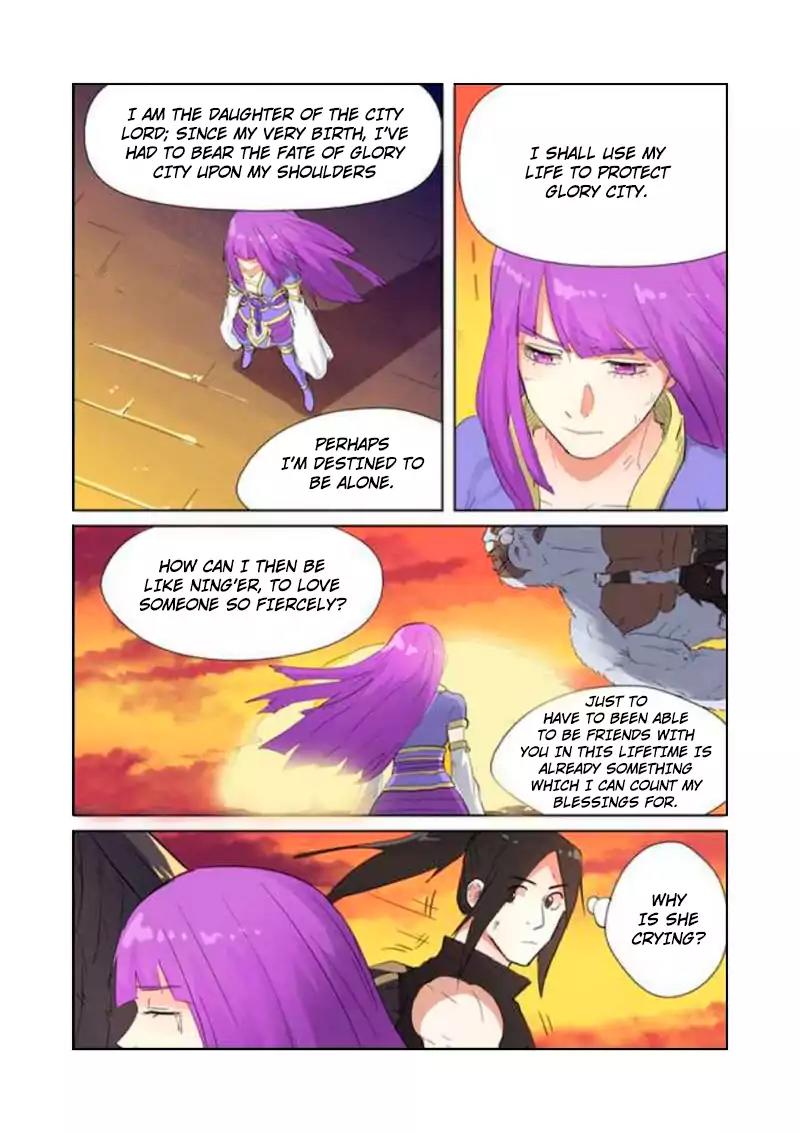 I AM THE DAUGHTER OF THE CITY
LORD; SINCE MY VERY BIRTH, I'VE
HAD TO BEAR THE FATE OF GLORY
CITY UPON MY SHOULDERS
PERHAPS
I'M DESTINED TO
BE ALONE.
I SHALL USE MY
LIFE TO PROTECT
GLORY CITY.
HOW CAN I THEN BE
LIKE NING'ER, TO LOVE
SOMEONE SO FIERCELY?
JUST TO
HAVE TO BEEN ABLE
TO BE FRIENDS WITH
YOU IN THIS LIFETIME IS
ALREADY SOMETHING
WHICH I CAN COUNT MY
BLESSINGS FOR.
WHY
IS SHE
CRYING?